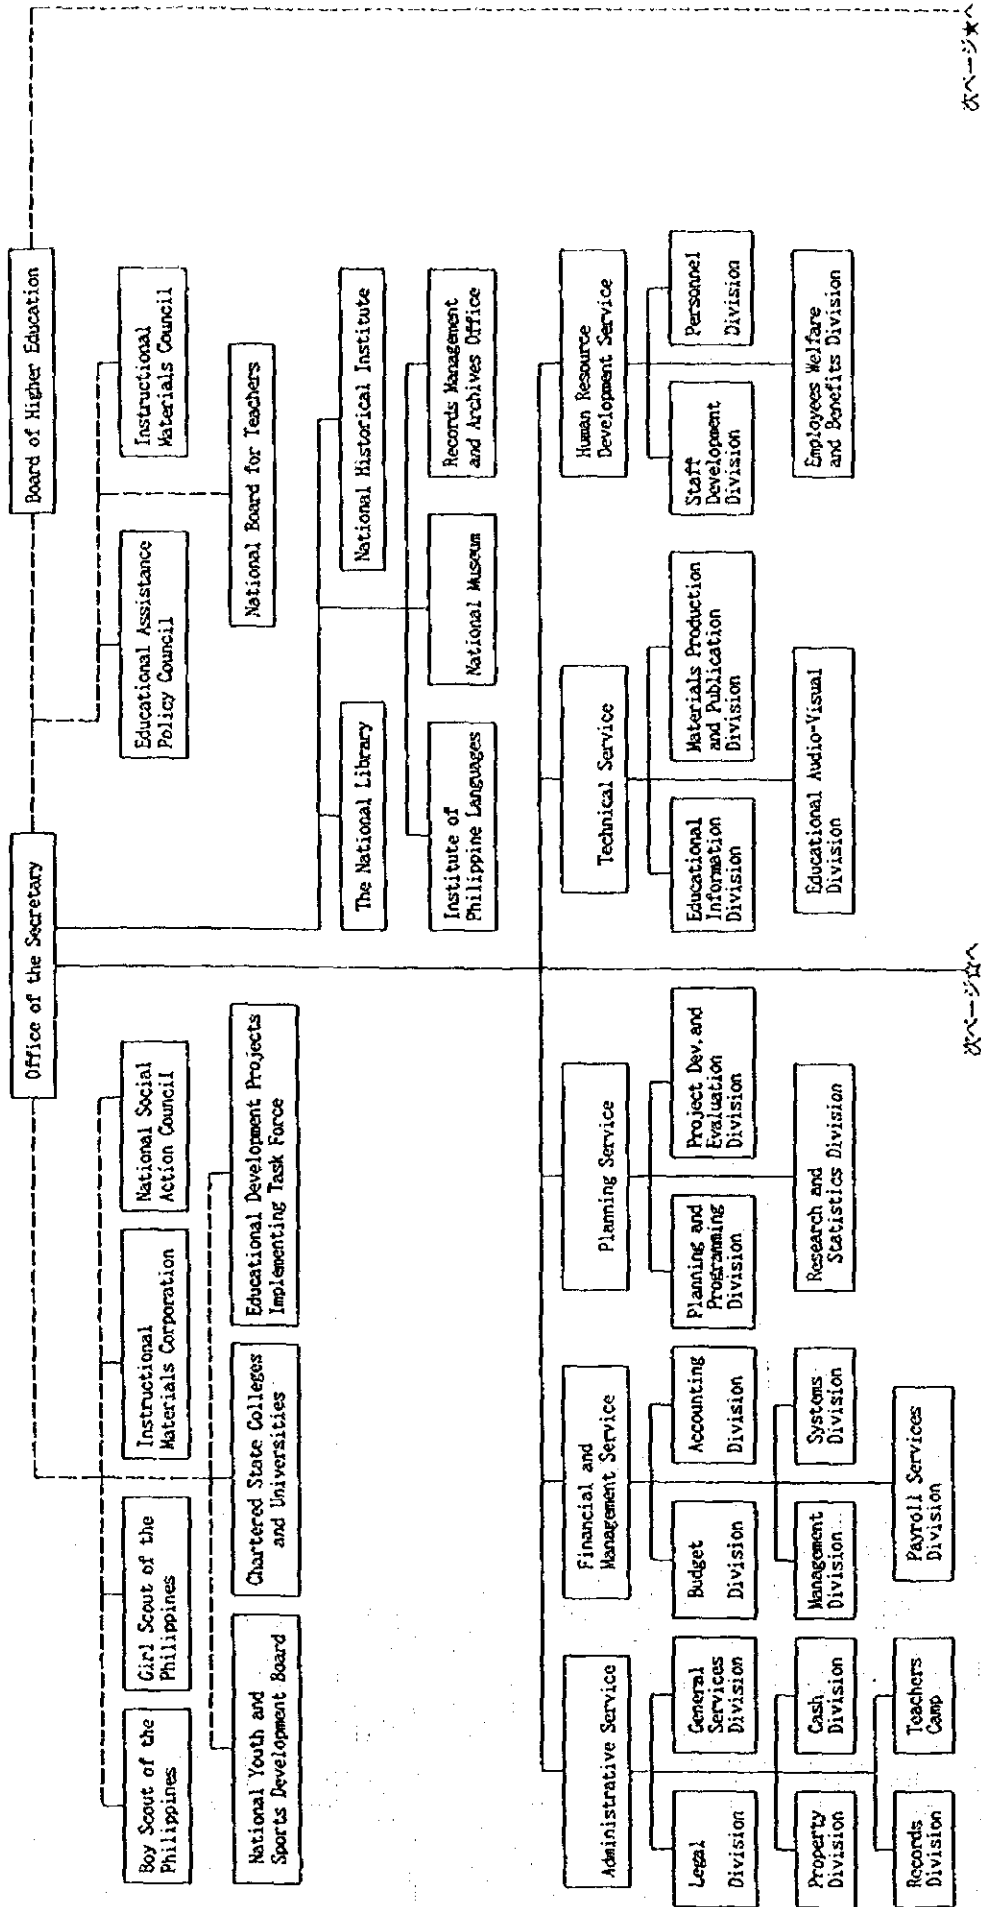 Office of the Secretary
Board of Higher Education
Boy Scout of the
Philippines
Girl Scout of the
Philippines
Instructional
Materials Corporation
National Social
Action Council
Educational Assistance
Policy Council
Instructional
Materials Council
National Youth and
Sports Development Board
Chartered State Colleges
and Universities
Educational Development Projects
Implementing Task Force
National Board for Teachers
The National Library
National Historical Institute
Institute of
Philippine Languages
National Museum
Records Management
and Archives Office
Administrative Service
Financial and
Management Service
Planning Service
Technical Service
Human Resource
Development Service
Legal
Division
General
Services
Division
Budget
Division
Accounting
Division
Planning and
Programming
Division
Project Dev. and
Evaluation
Division
Educational
Information
Division
Materials Production
and Publication
Division
Staff
Development
Division
Personnel
Division
Property
Division
Cash
Division
Management
Division
Systems
Division
Research and
Statistics Division
Educational Audio-Visual
Division
Employees Welfare
and Benefits Division
Records
Division
Teachers
Camp
Payroll Services
Division
次ページ☆へ
次ページ★へ